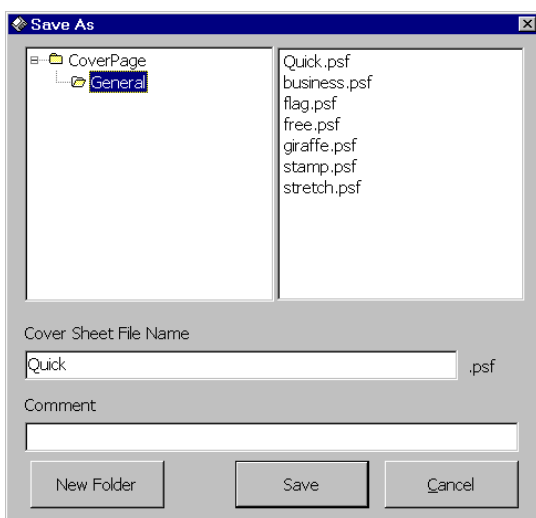 Save As
CoverPage
General
Quick.psf
business.psf
flag.psf
free.psf
giraffe.psf
stamp.psf
stretch.psf
Cover Sheet File Name
Quick
.psf
Comment
New Folder
Save
Cancel